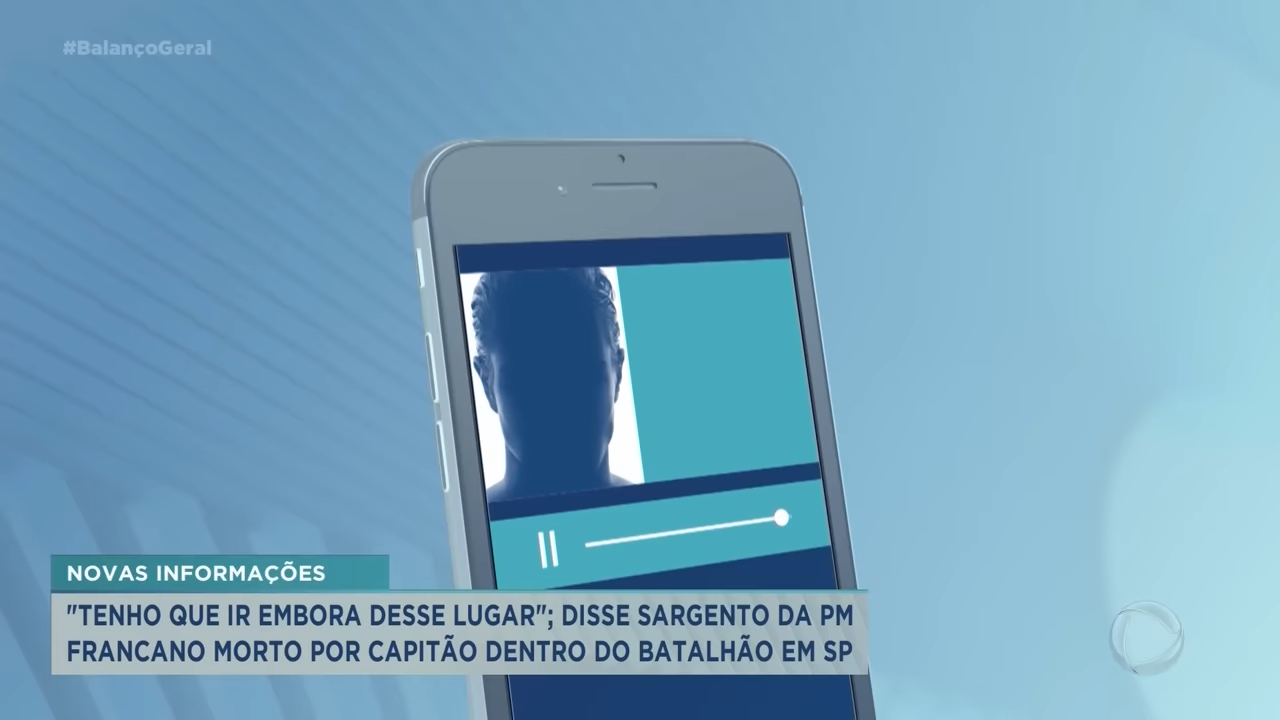 #BalançoGeral
NOVAS INFORMAÇÕES
"TENHO QUE IR EMBORA DESSE LUGAR"; DISSE SARGENTO DA PM
FRANCANO MORTO POR CAPITÃO DENTRO DO BATALHÃO EM SP